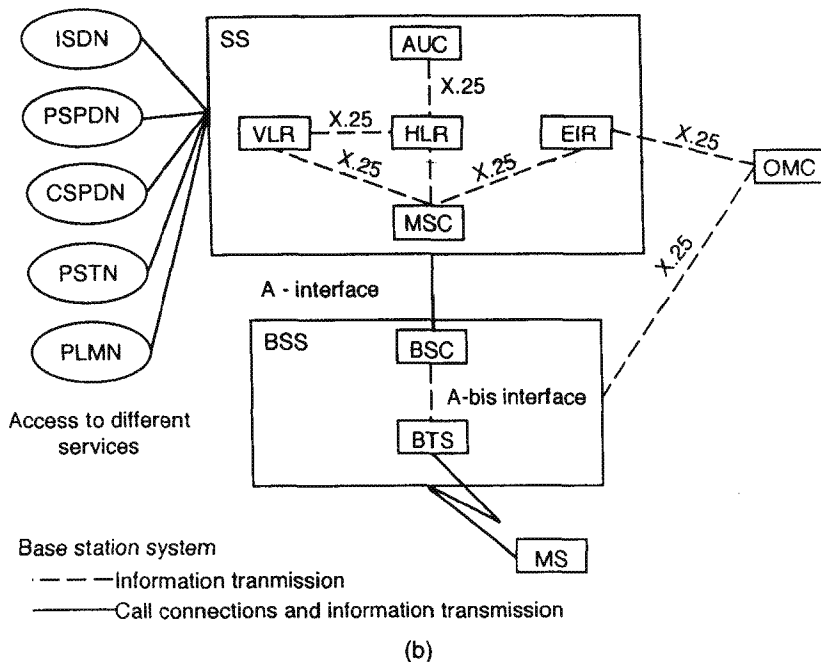 ISDN
PSPDN
CSPDN
PSTN
PLMN
Access to different
services
SS
AUC
X.25
VLR
X.25
HLR
EIR
X.25
X.25
MSC
X.25
OMC
X.25
A - interface
BSS
BSC
A-bis interface
BTS
MS
Base station system
Information tranmission
Call connections and information transmission
(b)